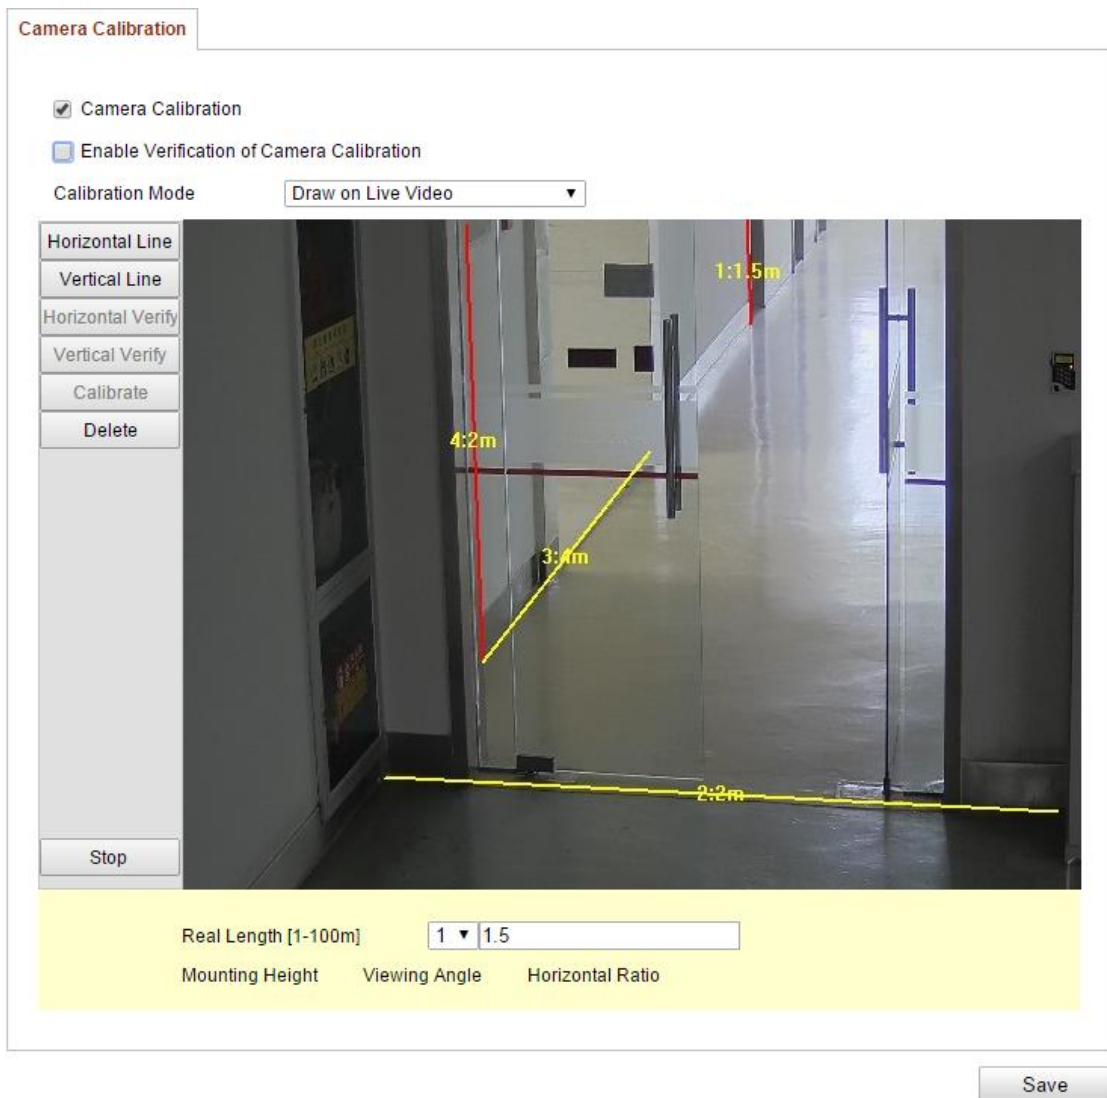 Camera Calibration
Camera Calibration
Enable Verification of Camera Calibration
Calibration Mode Draw on Live Video
Horizontal Line
Vertical Line
Horizontal Verify
Vertical Verify
Calibrate
Delete
Stop
1:1.5m
4:2m
3:4m
2:2m
Real Length [1-100m] 1 1.5
Mounting Height Viewing Angle Horizontal Ratio
Save